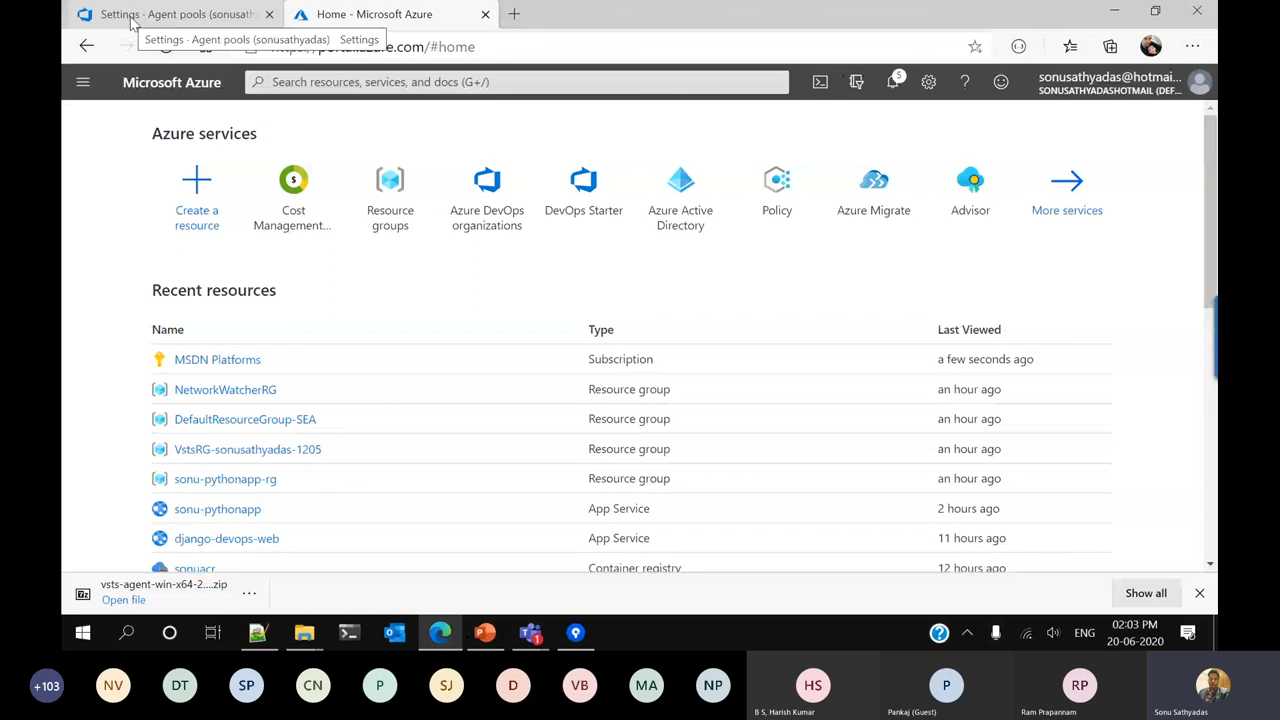 Settings · Agent pools (sonusath
Home - Microsoft Azure
Settings · Agent pools (sonusathyadas) Settings
https://portal.azure.com/#home
Microsoft Azure
Search resources, services, and docs (G+/)
5
sonusathyadas@hotmai...
SONUSATHYADASHOTMAIL (DEF...
Azure services
Create a resource
Cost Management...
Resource groups
Azure DevOps organizations
DevOps Starter
Azure Active Directory
Policy
Azure Migrate
Advisor
More services
Recent resources
Name Type Last Viewed
MSDN Platforms Subscription a few seconds ago
NetworkWatcherRG Resource group an hour ago
DefaultResourceGroup-SEA Resource group an hour ago
VstsRG-sonusathyadas-1205 Resource group an hour ago
sonu-pythonapp-rg Resource group an hour ago
sonu-pythonapp App Service 2 hours ago
django-devops-web App Service 11 hours ago
sonuacr Container registry 12 hours ago
vsts-agent-win-x64-2....zip
Open file
Show all
ENG
02:03 PM
20-06-2020
+103 NV DT SP CN P SJ D VB MA NP HS P RP
B S, Harish Kumar Pankaj (Guest) Ram Prapannam Sonu Sathyadas